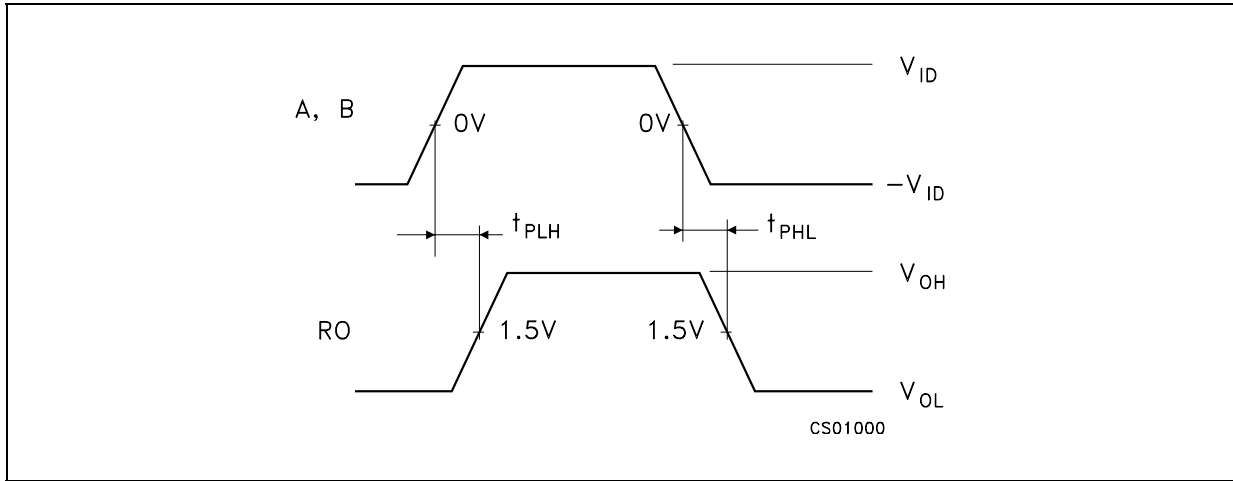 V_ID
A, B
0V 0V
-V_ID
t_PLH t_PHL
V_OH
RO 1.5V 1.5V
V_OL
CS01000